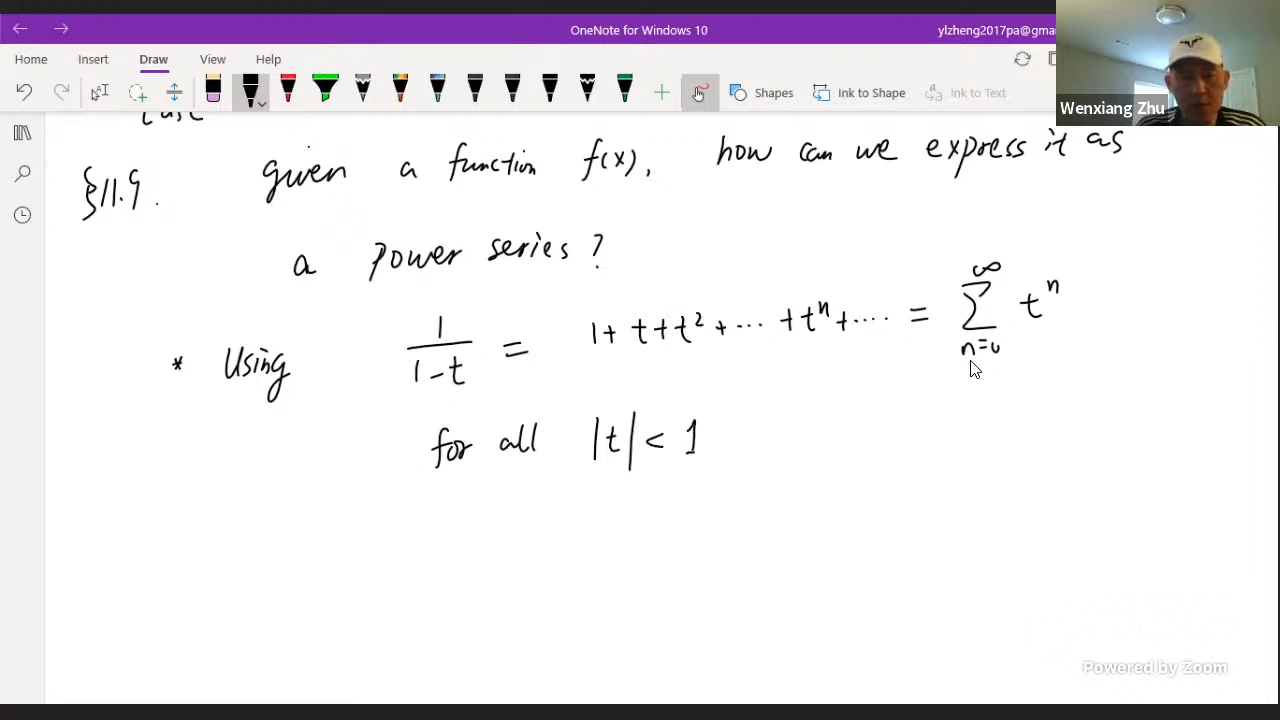 OneNote for Windows 10
ylzheng2017pa@gma
Home Insert Draw View Help
Shapes Ink to Shape Ink to Text
Wenxiang Zhu
§11.9. given a function f(x), how can we express it as
a power series?
* Using 1/(1-t) = 1+t+t²+⋯+tⁿ+⋯ = ∑_{n=0}^{∞} tⁿ
for all |t| < 1
Powered by Zoom